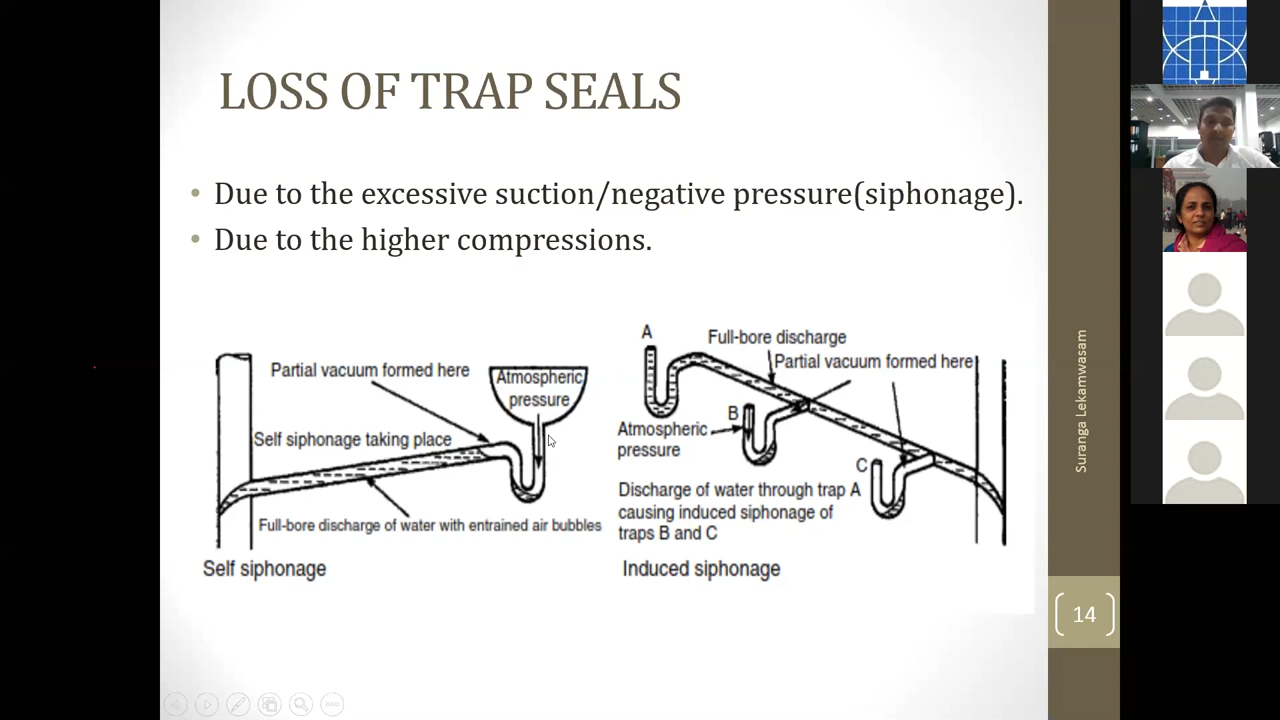 LOSS OF TRAP SEALS
• Due to the excessive suction/negative pressure(siphonage).
• Due to the higher compressions.
Partial vacuum formed here
Atmospheric
pressure
Self siphonage taking place
Full-bore discharge of water with entrained air bubbles
Self siphonage
A
Full-bore discharge
Partial vacuum formed here
B
Atmospheric
pressure
C
Discharge of water through trap A
causing induced siphonage of
traps B and C
Induced siphonage
Suranga Lekamwasam
14